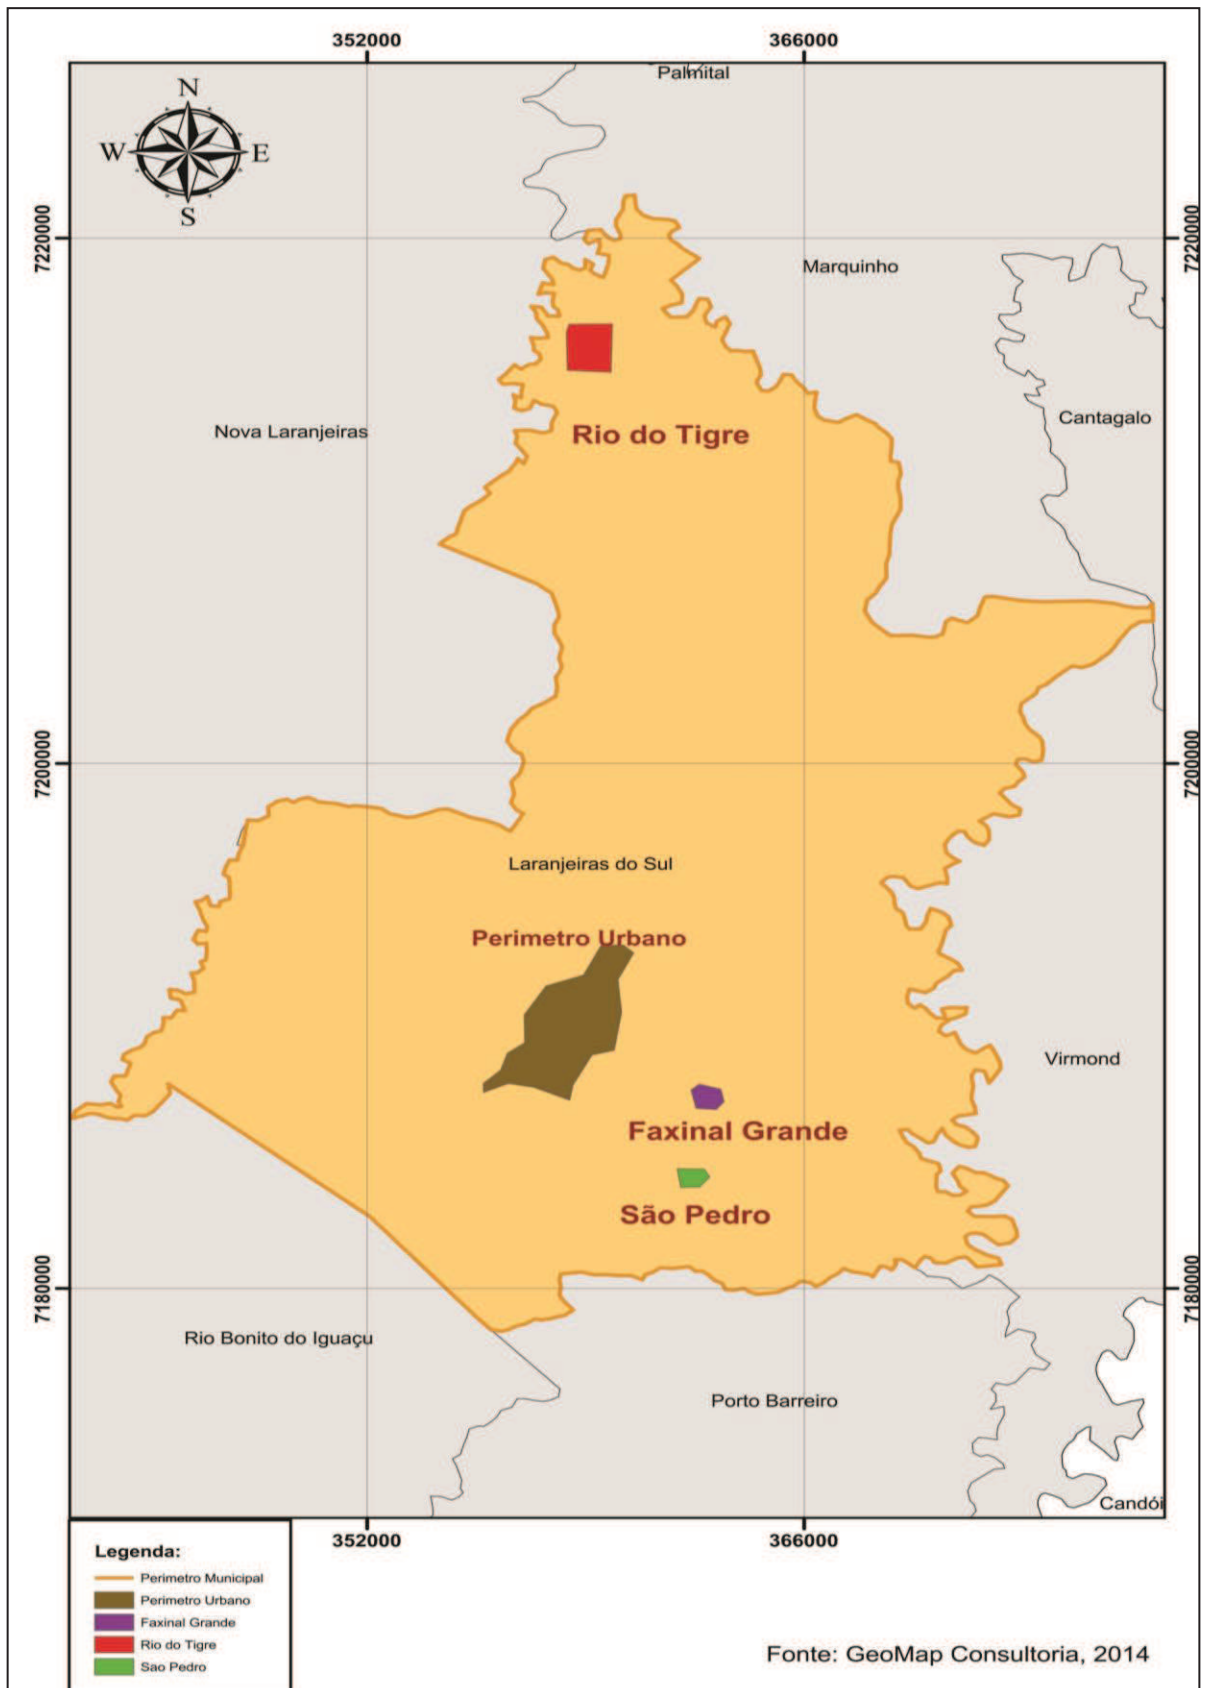 352000
366000
Palmital
N
W
E
S
7220000
7220000
Marquinho
Cantagalo
Nova Laranjeiras
Rio do Tigre
7200000
7200000
Laranjeiras do Sul
Perimetro Urbano
Virmond
Faxinal Grande
São Pedro
7180000
7180000
Rio Bonito do Iguaçu
Porto Barreiro
Candói
352000
366000
Legenda:
Perimetro Municipal
Perimetro Urbano
Faxinal Grande
Rio do Tigre
Sao Pedro
Fonte: GeoMap Consultoria, 2014